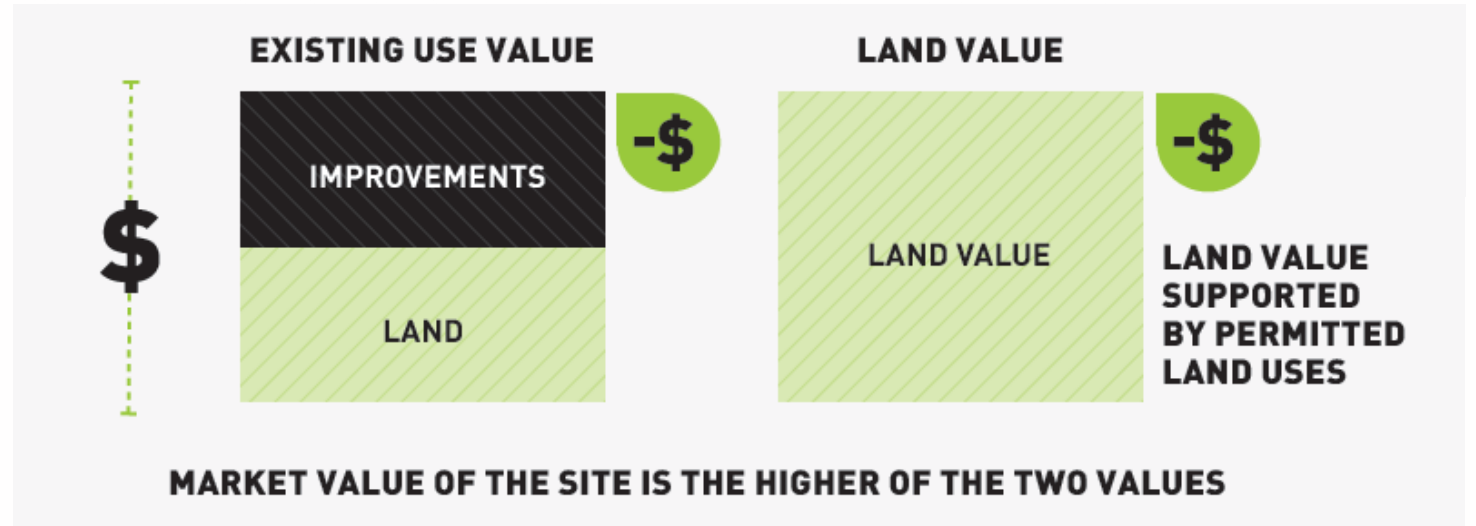 EXISTING USE VALUE
LAND VALUE
IMPROVEMENTS
-$
-$
$
LAND VALUE
LAND VALUE
SUPPORTED
BY PERMITTED
LAND USES
LAND
MARKET VALUE OF THE SITE IS THE HIGHER OF THE TWO VALUES